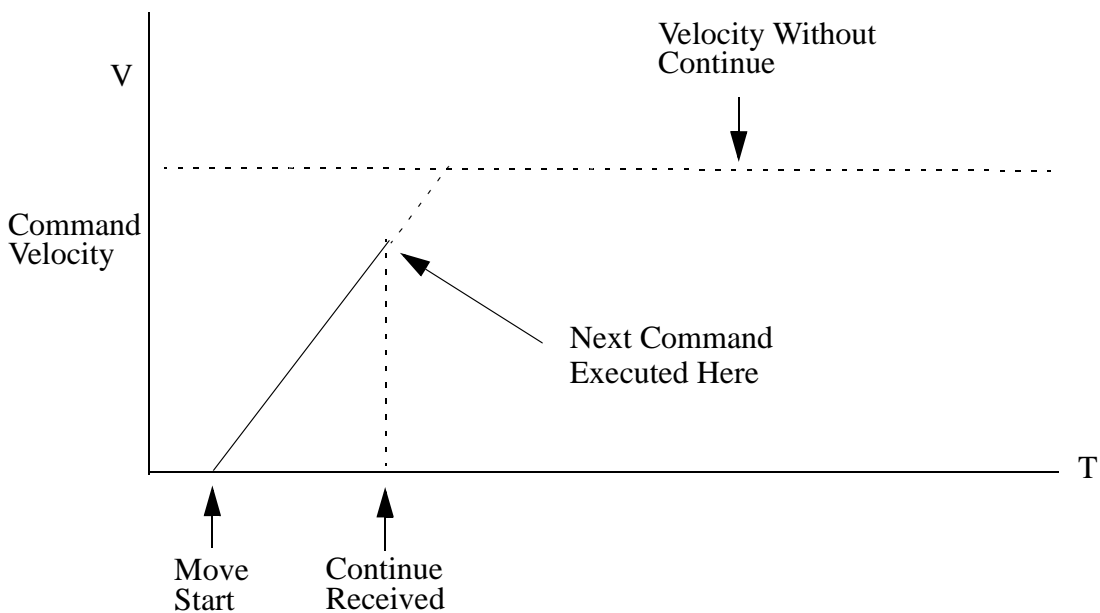 Velocity Without
Continue
V
Command
Velocity
Next Command
Executed Here
T
Move
Start
Continue
Received